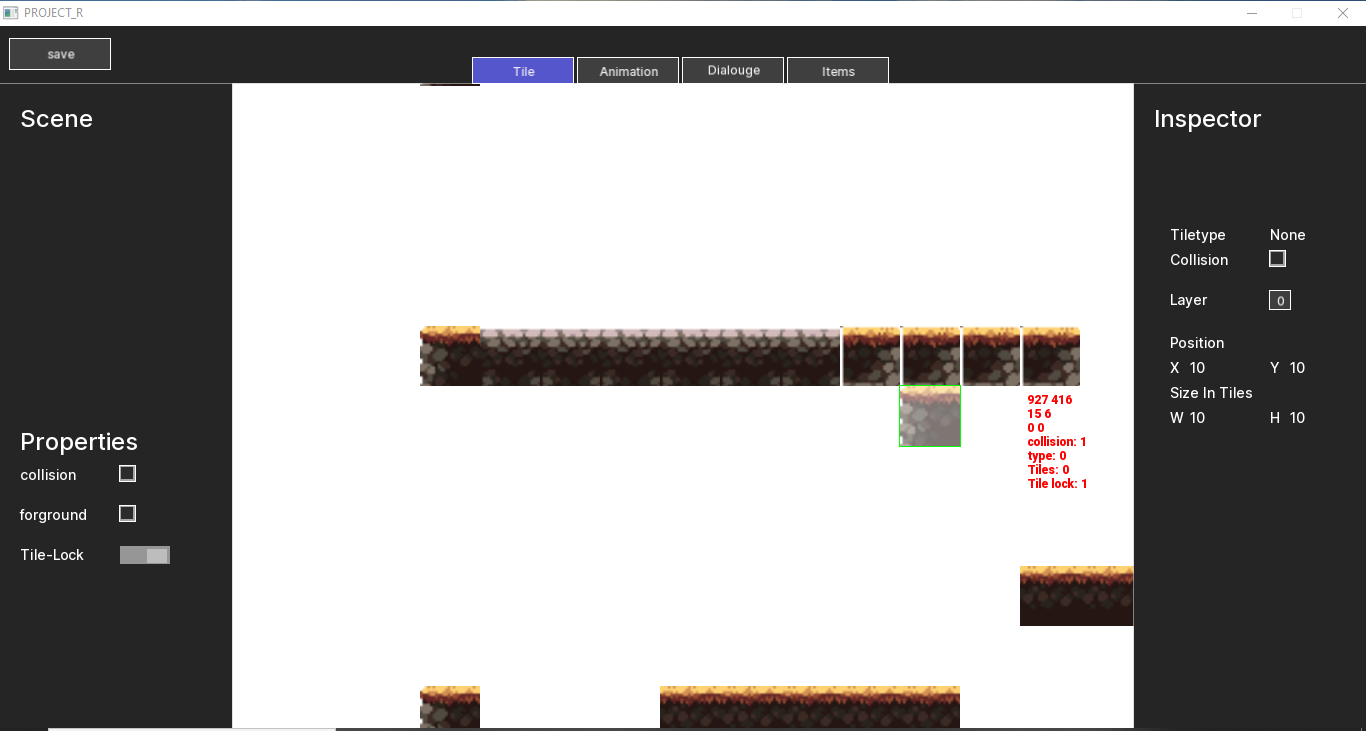 PROJECT_R
save
Tile
Animation
Dialouge
Items
Scene
Inspector
Tiletype None
Collision
Layer 0
Position
X 10 Y 10
Size In Tiles
W 10 H 10
927 416
15 6
0 0
collision: 1
type: 0
Tiles: 0
Tile lock: 1
Properties
collision
forground
Tile-Lock